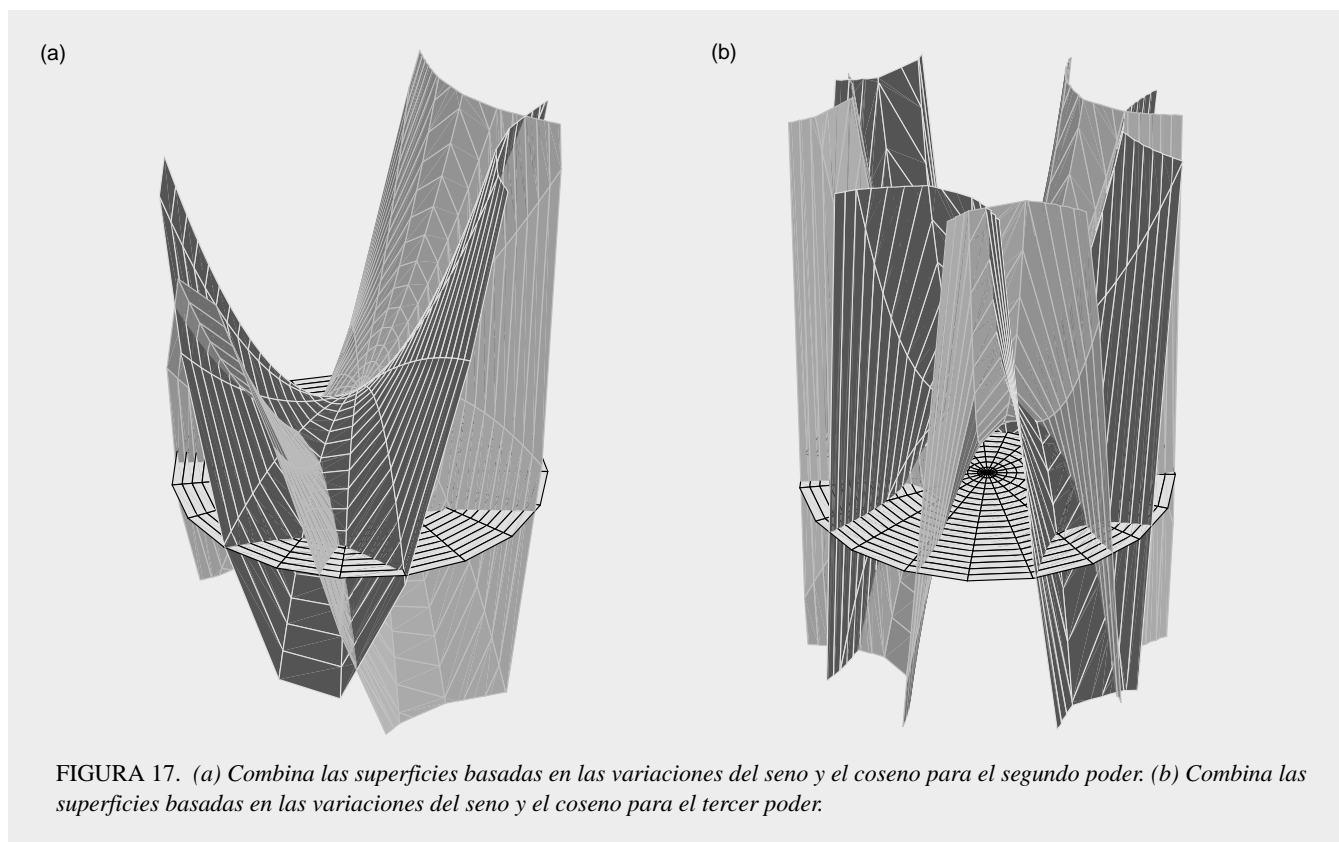 (a)
(b)
FIGURA 17. (a) Combina las superficies basadas en las variaciones del seno y el coseno para el segundo poder. (b) Combina las
superficies basadas en las variaciones del seno y el coseno para el tercer poder.